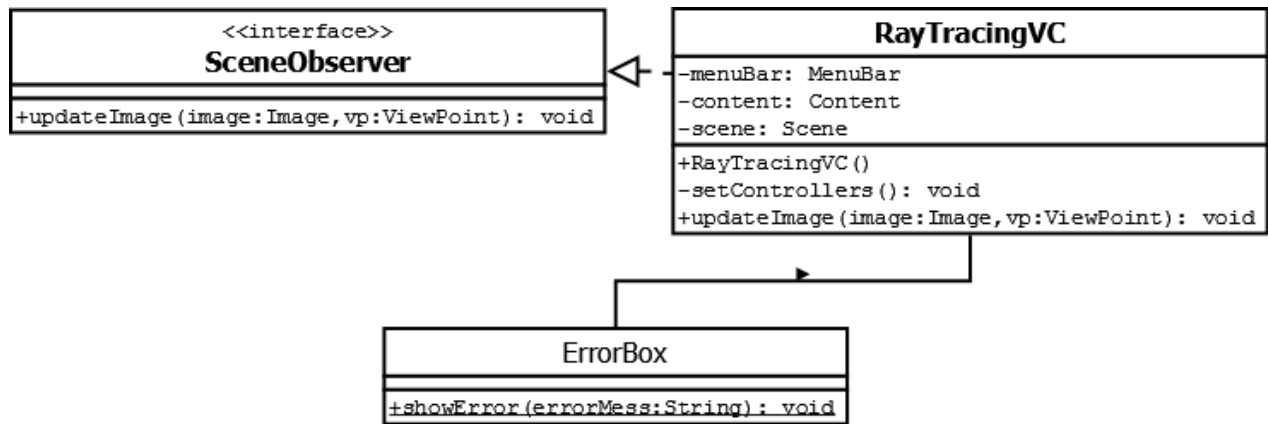 <<interface>>
SceneObserver
+updateImage(image:Image,vp:ViewPoint): void
RayTracingVC
-menuBar: MenuBar
-content: Content
-scene: Scene
+RayTracingVC()
-setControllers(): void
+updateImage(image:Image,vp:ViewPoint): void
ErrorBox
+showError(errorMess:String): void